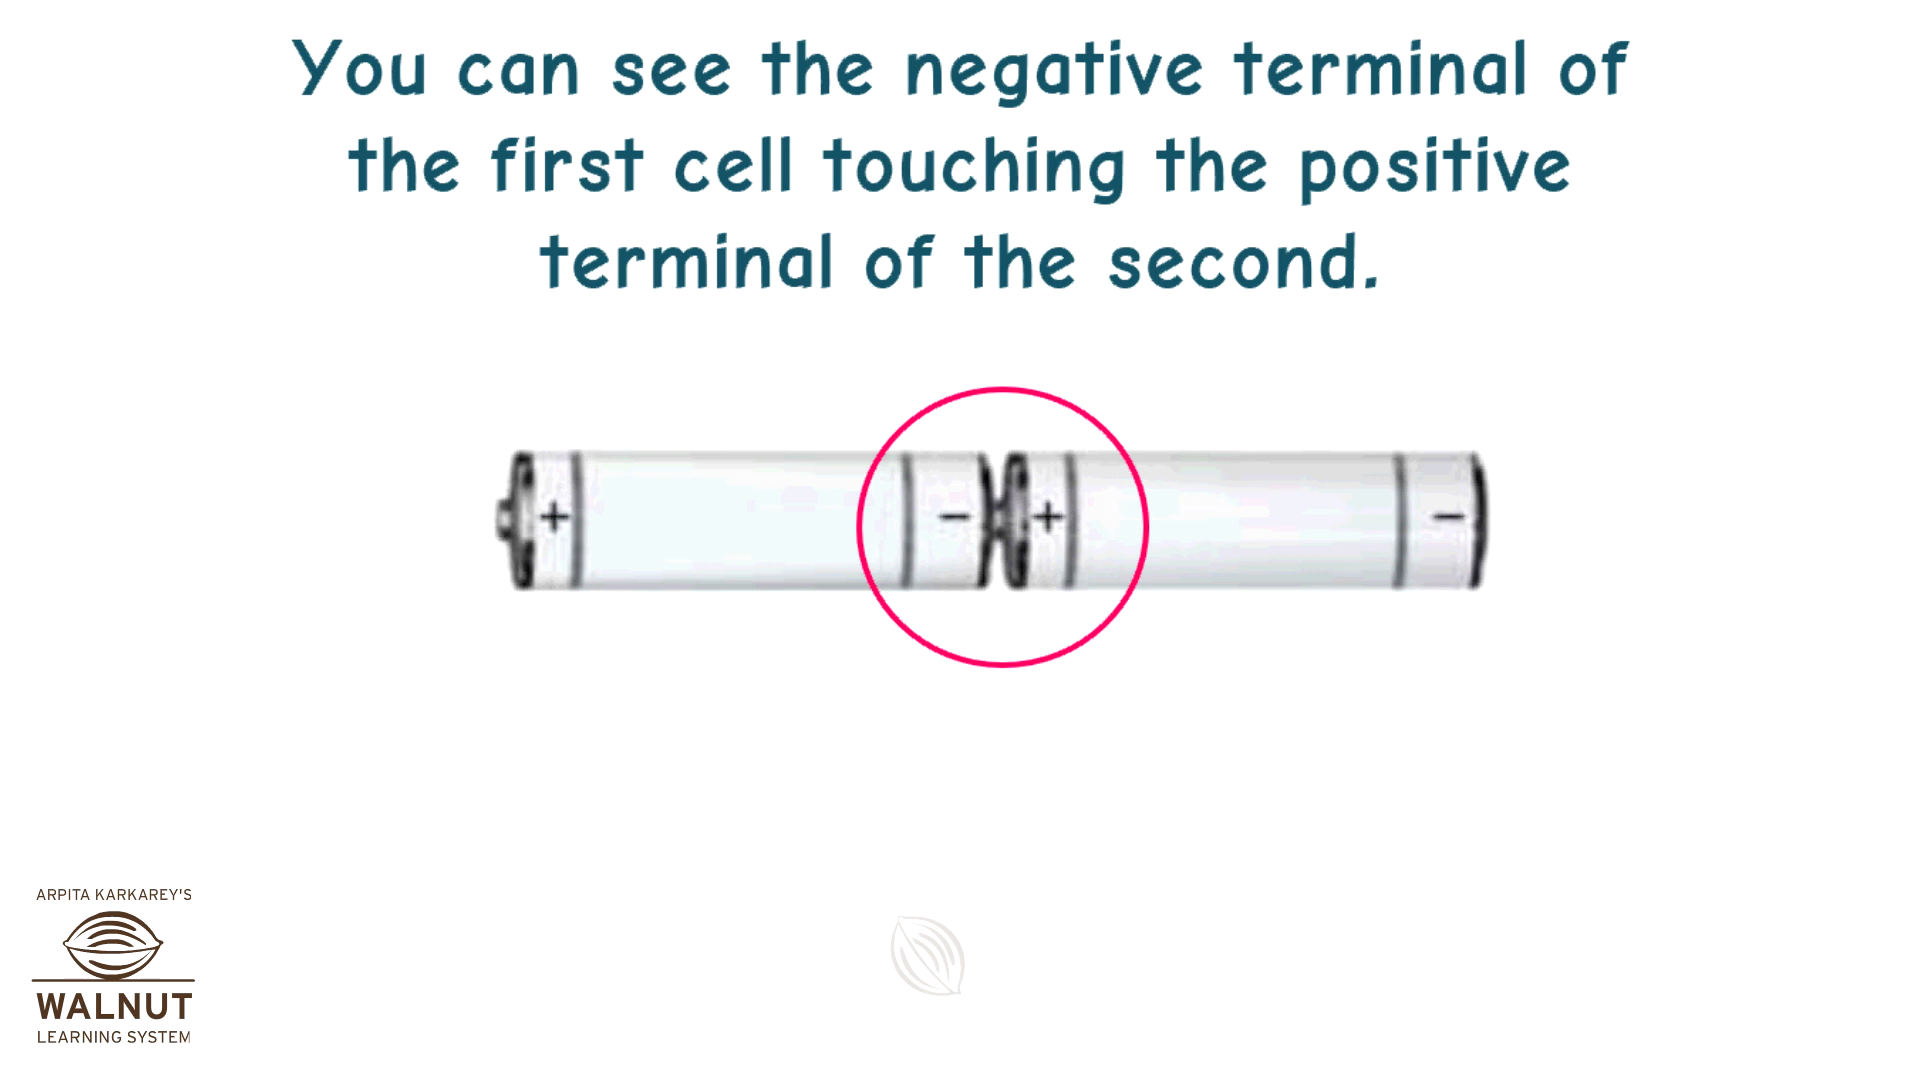 You can see the negative terminal of
the first cell touching the positive
terminal of the second.
+ − + −
ARPITA KARKAREY'S
WALNUT
LEARNING SYSTEM